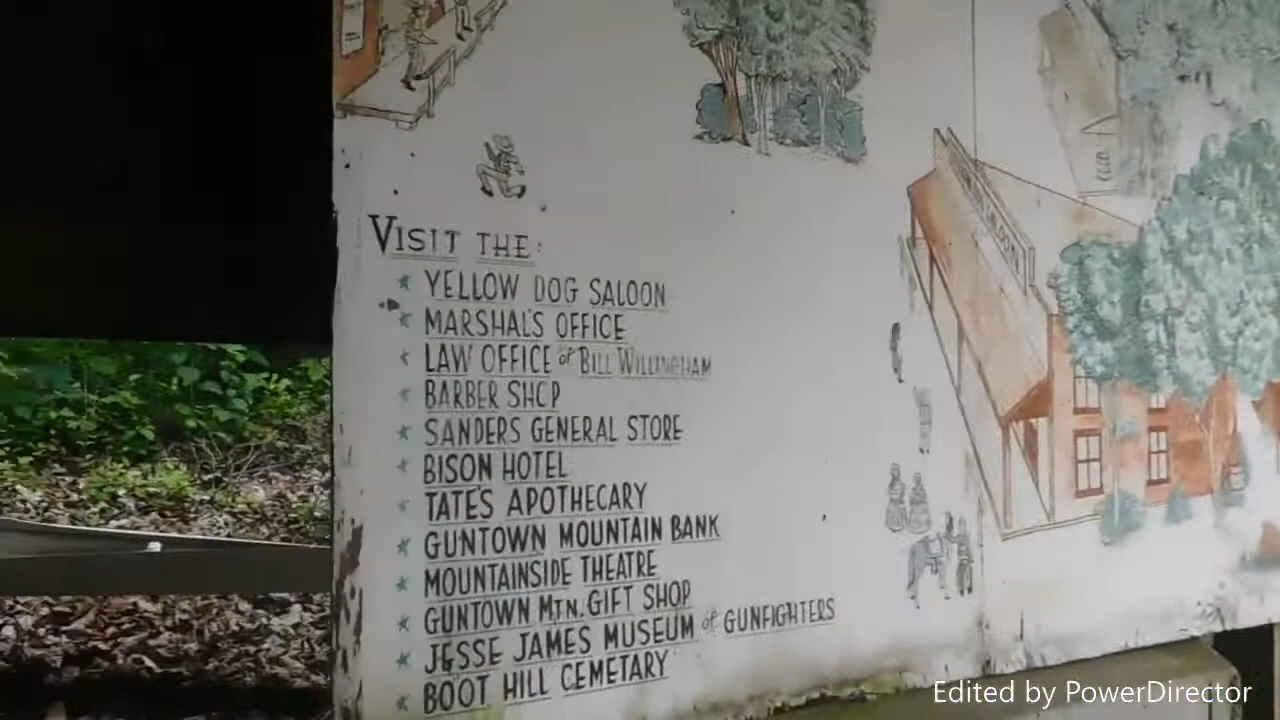 VISIT THE:
YELLOW DOG SALOON
MARSHAL'S OFFICE
LAW OFFICE of BILL WILLINGHAM
BARBER SHOP
SANDERS GENERAL STORE
BISON HOTEL
TATE'S APOTHECARY
GUNTOWN MOUNTAIN BANK
MOUNTAINSIDE THEATRE
GUNTOWN MTN. GIFT SHOP
JESSE JAMES MUSEUM of GUNFIGHTERS
BOOT HILL CEMETARY
Edited by PowerDirector